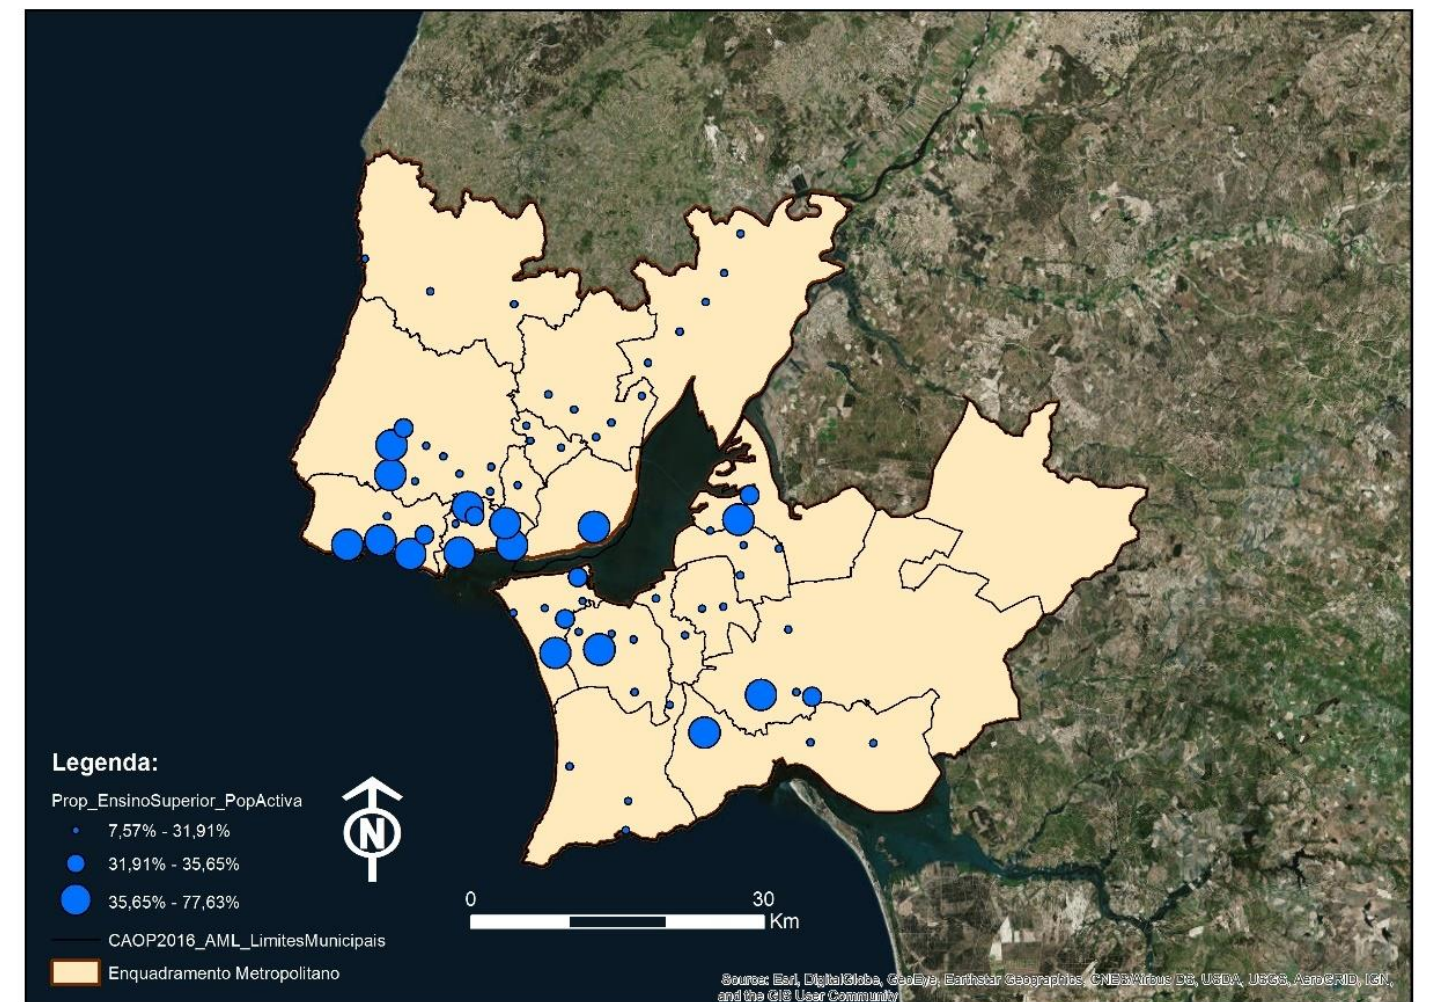 Legenda:
Prop_EnsinoSuperior_PopActiva
7,57% - 31,91%
31,91% - 35,65%
35,65% - 77,63%
CAOP2016_AML_LimitesMunicipais
Enquadramento Metropolitano
N
0 30
Km
Source: Esri, DigitalGlobe, GeoEye, Earthstar Geographics, CNES/Airbus DS, USDA, USGS, AeroGRID, IGN,
and the GIS User Community